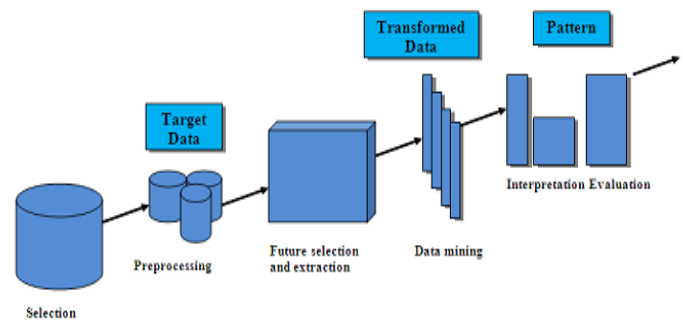 Transformed
Data
Pattern
Target
Data
Interpretation Evaluation
Future selection
and extraction
Data mining
Preprocessing
Selection